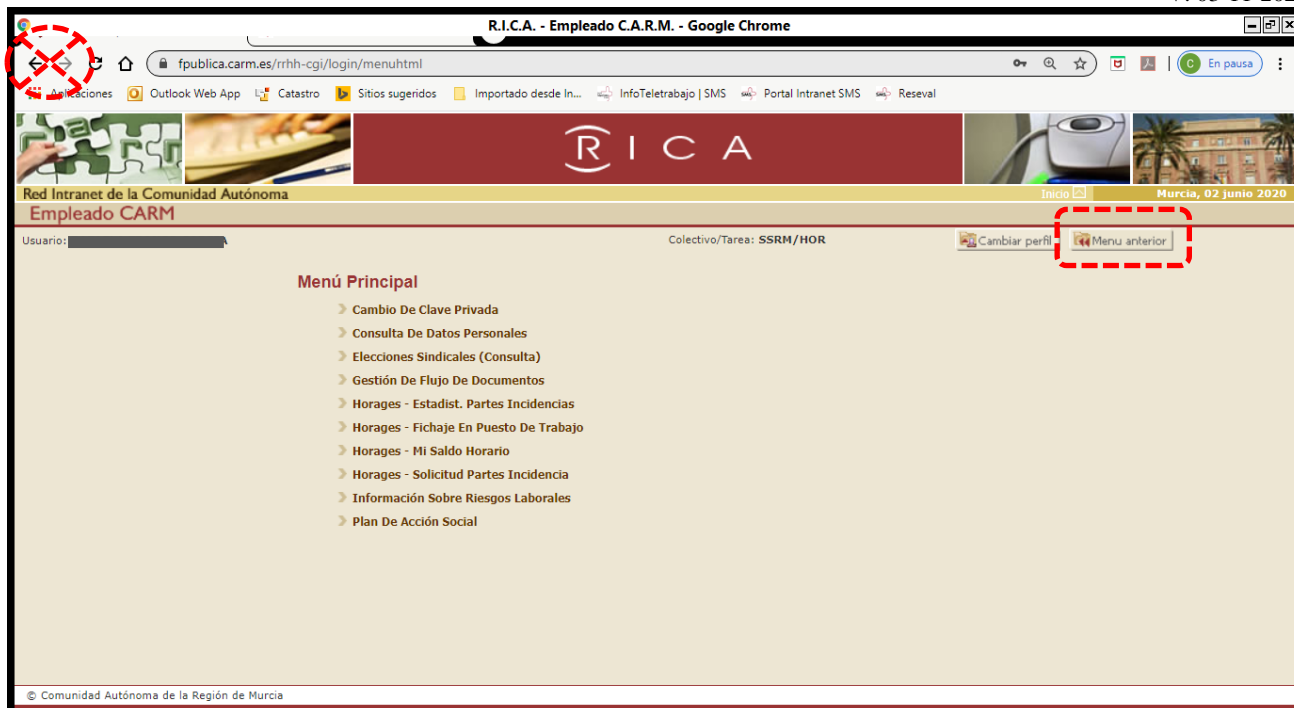 R.I.C.A. - Empleado C.A.R.M. - Google Chrome
fpublica.carm.es/rrhh-cgi/login/menuhtml
C En pausa
Aplicaciones Outlook Web App Catastro Sitios sugeridos Importado desde In... InfoTeletrabajo | SMS Portal Intranet SMS Reseval
RICA
Red Intranet de la Comunidad Autónoma Inicio Murcia, 02 junio 2020
Empleado CARM
Usuario: Colectivo/Tarea: SSRM/HOR Cambiar perfil Menu anterior
Menú Principal
Cambio De Clave Privada
Consulta De Datos Personales
Elecciones Sindicales (Consulta)
Gestión De Flujo De Documentos
Horages - Estadist. Partes Incidencias
Horages - Fichaje En Puesto De Trabajo
Horages - Mi Saldo Horario
Horages - Solicitud Partes Incidencia
Información Sobre Riesgos Laborales
Plan De Acción Social
© Comunidad Autónoma de la Región de Murcia